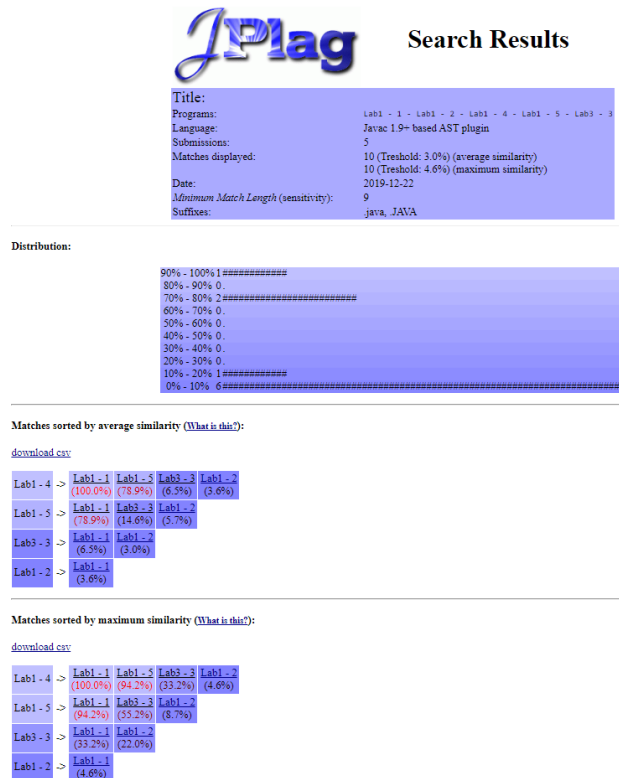 JPlag
Search Results
Title:
Programs: Lab1 - 1 - Lab1 - 2 - Lab1 - 4 - Lab1 - 5 - Lab3 - 3
Language: Javac 1.9+ based AST plugin
Submissions: 5
Matches displayed: 10 (Treshold: 3.0%) (average similarity)
10 (Treshold: 4.6%) (maximum similarity)
Date: 2019-12-22
Minimum Match Length (sensitivity): 9
Suffixes: .java, .JAVA
Distribution:
90% - 100% 1 ############
80% - 90% 0 .
70% - 80% 2 #########################
60% - 70% 0 .
50% - 60% 0 .
40% - 50% 0 .
30% - 40% 0 .
20% - 30% 0 .
10% - 20% 1 ############
0% - 10% 6 ###########################################################################
Matches sorted by average similarity (What is this?):
download csv
Lab1 - 4 -> Lab1 - 1 Lab1 - 5 Lab3 - 3 Lab1 - 2
(100.0%) (78.9%) (6.5%) (3.6%)
Lab1 - 5 -> Lab1 - 1 Lab3 - 3 Lab1 - 2
(78.9%) (14.6%) (5.7%)
Lab3 - 3 -> Lab1 - 1 Lab1 - 2
(6.5%) (3.0%)
Lab1 - 2 -> Lab1 - 1
(3.6%)
Matches sorted by maximum similarity (What is this?):
download csv
Lab1 - 4 -> Lab1 - 1 Lab1 - 5 Lab3 - 3 Lab1 - 2
(100.0%) (94.2%) (33.2%) (4.6%)
Lab1 - 5 -> Lab1 - 1 Lab3 - 3 Lab1 - 2
(94.2%) (55.2%) (8.7%)
Lab3 - 3 -> Lab1 - 1 Lab1 - 2
(33.2%) (22.0%)
Lab1 - 2 -> Lab1 - 1
(4.6%)